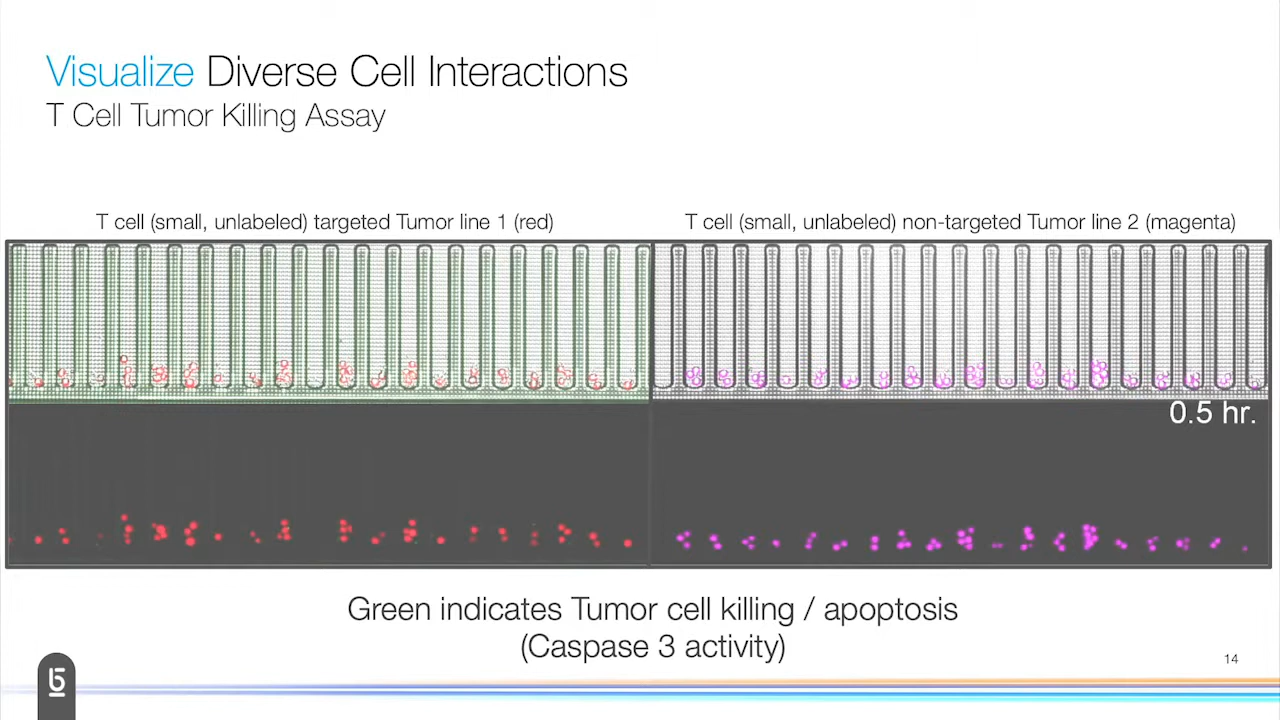 Visualize Diverse Cell Interactions
T Cell Tumor Killing Assay
T cell (small, unlabeled) targeted Tumor line 1 (red)
T cell (small, unlabeled) non-targeted Tumor line 2 (magenta)
0.5 hr.
Green indicates Tumor cell killing / apoptosis
(Caspase 3 activity)
14